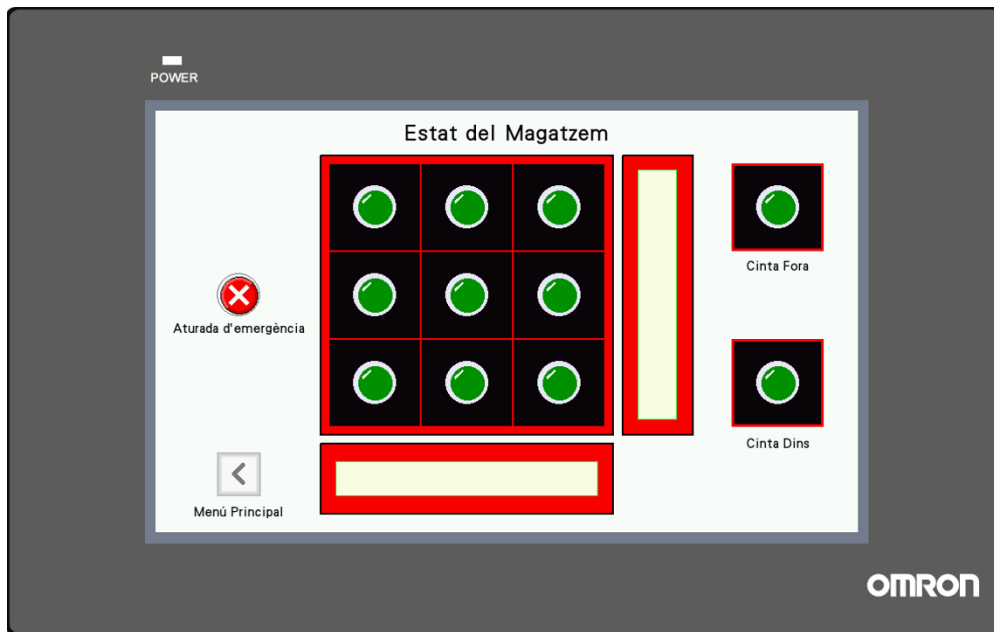 POWER
Estat del Magatzem
Cinta Fora
Aturada d'emergència
Cinta Dins
Menú Principal
OMRON